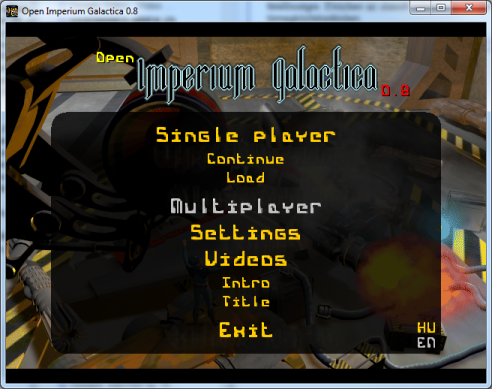 Open Imperium Galactica 0.8
Open
Imperium Galactica
0.8
Single player
Continue
Load
Multiplayer
Settings
Videos
Intro
Title
Exit
HU
EN